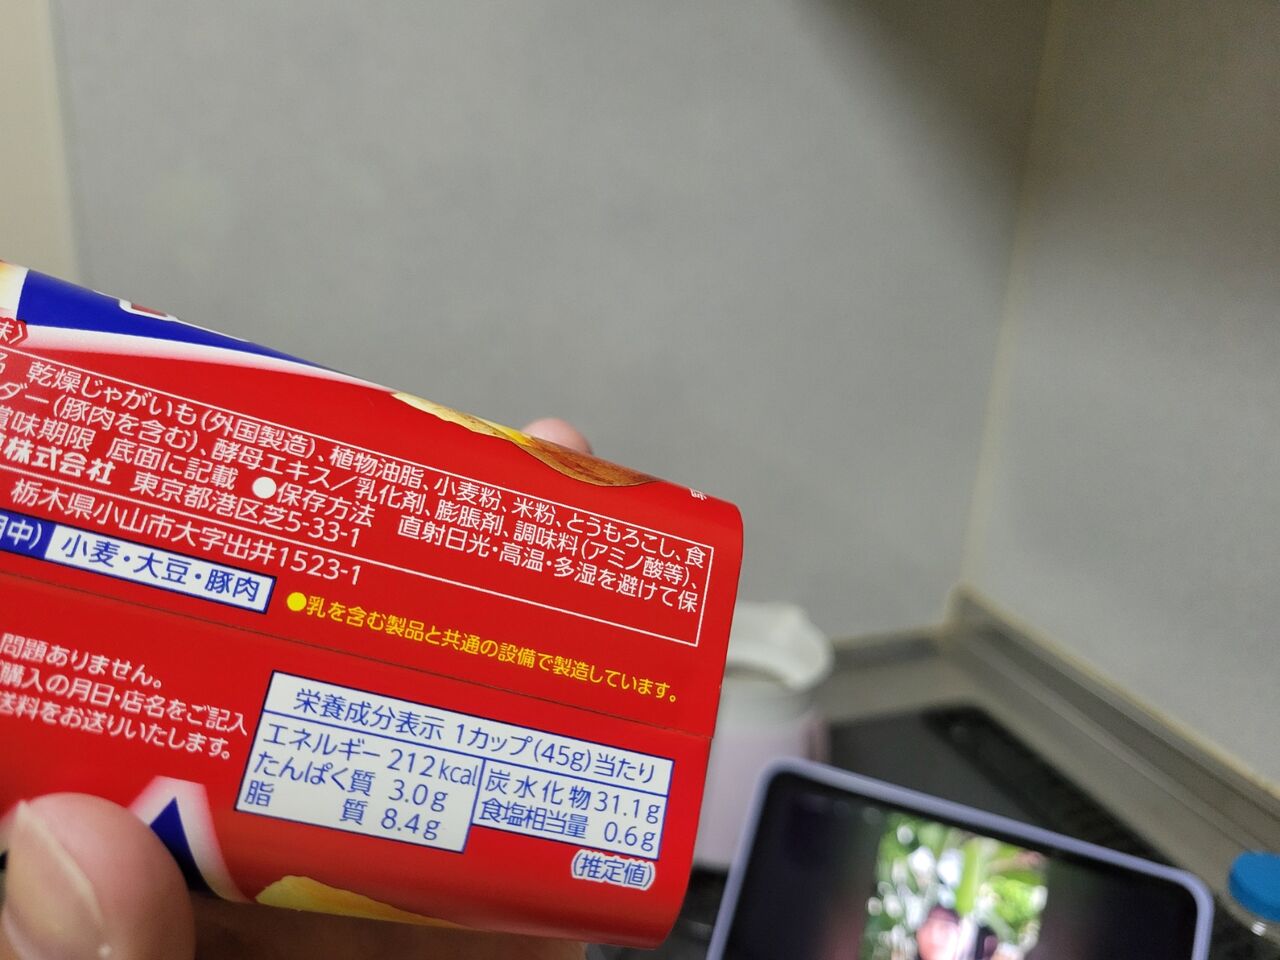 味〉
名 乾燥じゃがいも(外国製造)、植物油脂、小麦粉、米粉、とうもろこし、食
ダー(豚肉を含む)、酵母エキス/乳化剤、膨脹剤、調味料(アミノ酸等)、
賞味期限 底面に記載 ●保存方法 直射日光・高温・多湿を避けて保
株式会社 東京都港区芝5-33-1
栃木県小山市大字出井1523-1
中) 小麦・大豆・豚肉
●乳を含む製品と共通の設備で製造しています。
問題ありません。
購入の月日・店名をご記入
送料をお送りいたします。
栄養成分表示 1カップ(45g)当たり
エネルギー 212kcal
たんぱく質 3.0g
脂質 8.4g
炭水化物 31.1g
食塩相当量 0.6g
(推定値)